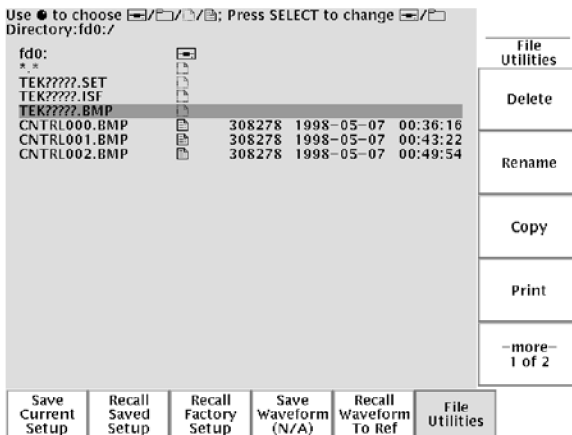 Use ● to choose / / / ; Press SELECT to change /
Directory:fd0:/
fd0:
*.*
TEK?????.SET
TEK?????.ISF
TEK?????.BMP
CNTRL000.BMP 308278 1998-05-07 00:36:16
CNTRL001.BMP 308278 1998-05-07 00:43:22
CNTRL002.BMP 308278 1998-05-07 00:49:54
File
Utilities
Delete
Rename
Copy
Print
-more-
1 of 2
Save
Current
Setup
Recall
Saved
Setup
Recall
Factory
Setup
Save
Waveform
(N/A)
Recall
Waveform
To Ref
File
Utilities